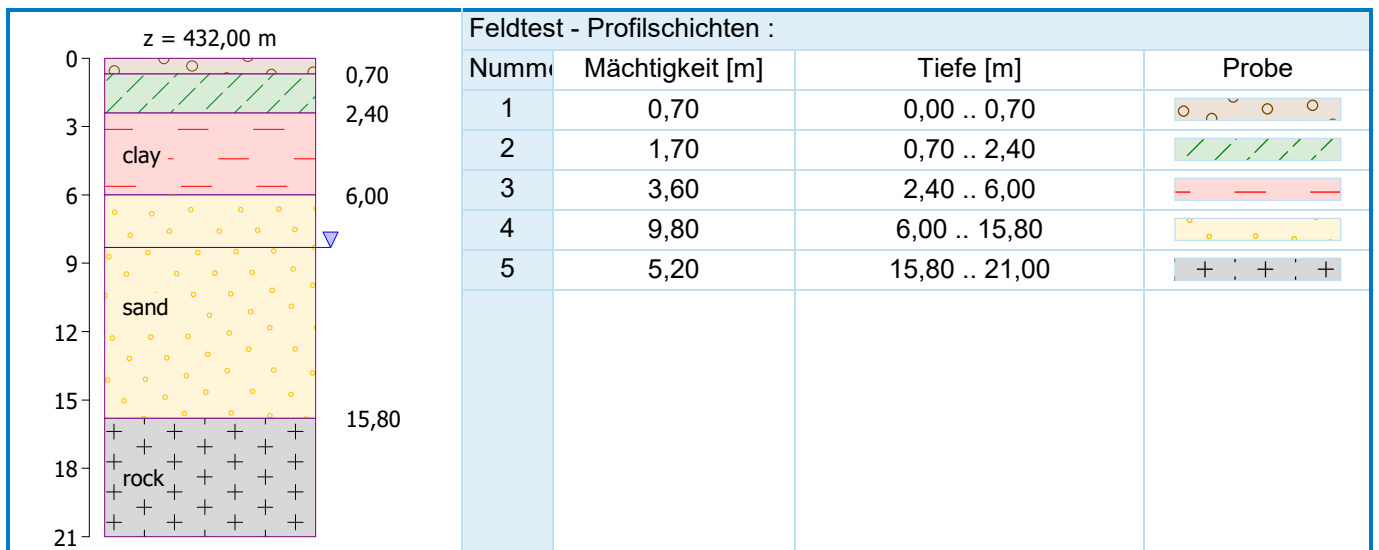 z = 432,00 m
0
3
6
9
12
15
18
21
clay
sand
rock
0,70
2,40
6,00
15,80
Feldtest - Profilschichten :
Numme Mächtigkeit [m] Tiefe [m] Probe
1 0,70 0,00 .. 0,70
2 1,70 0,70 .. 2,40
3 3,60 2,40 .. 6,00
4 9,80 6,00 .. 15,80
5 5,20 15,80 .. 21,00